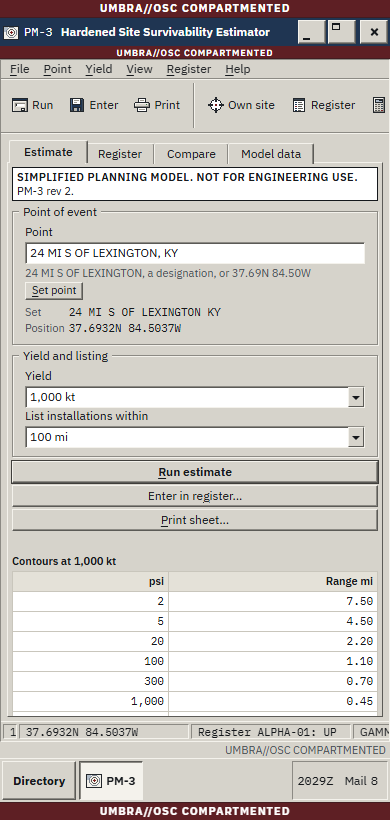 UMBRA//OSC COMPARTMENTED
PM-3 Hardened Site Survivability Estimator
UMBRA//OSC COMPARTMENTED
File Point Yield View Register Help
Run Enter Print Own site Register
Estimate Register Compare Model data
SIMPLIFIED PLANNING MODEL. NOT FOR ENGINEERING USE.
PM-3 rev 2.
Point of event
Point
24 MI S OF LEXINGTON, KY
24 MI S OF LEXINGTON, a designation, or 37.69N 84.50W
Set point
Set 24 MI S OF LEXINGTON KY
Position 37.6932N 84.5037W
Yield and listing
Yield
1,000 kt
List installations within
100 mi
Run estimate
Enter in register...
Print sheet...
Contours at 1,000 kt
psi Range mi
2 7.50
5 4.50
20 2.20
100 1.10
300 0.70
1,000 0.45
1 37.6932N 84.5037W Register ALPHA-01: UP GAMM
UMBRA//OSC COMPARTMENTED
Directory PM-3 2029Z Mail 8
UMBRA//OSC COMPARTMENTED